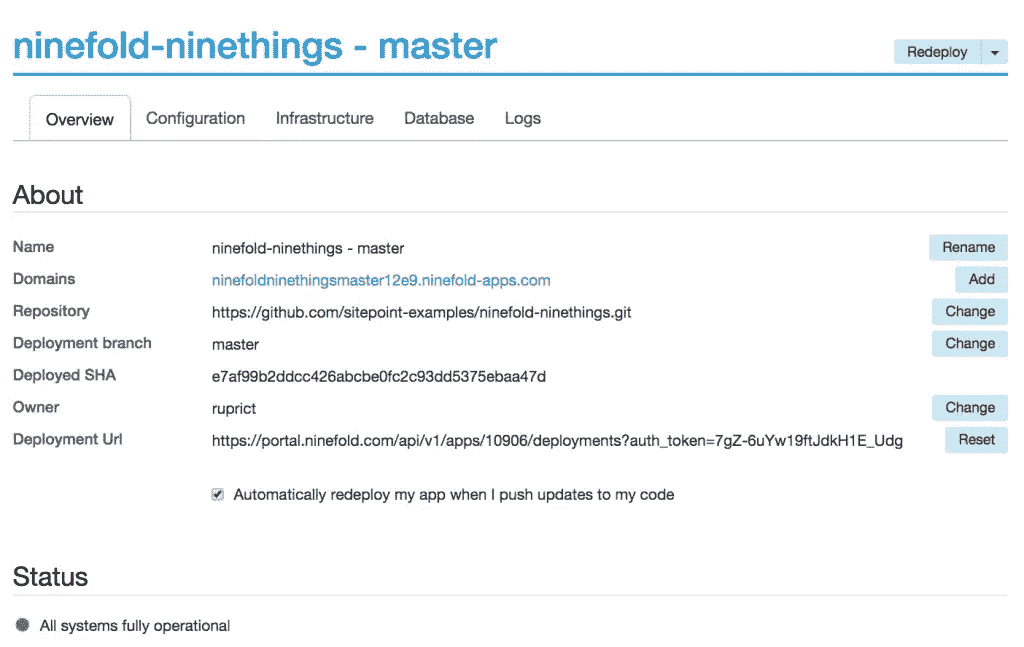 ninefold-ninethings - master
Redeploy
Overview Configuration Infrastructure Database Logs
About
Name ninefold-ninethings - master Rename
Domains ninefoldninethingsmaster12e9.ninefold-apps.com Add
Repository https://github.com/sitepoint-examples/ninefold-ninethings.git Change
Deployment branch master Change
Deployed SHA e7af99b2ddcc426abcbe0fc2c93dd5375ebaa47d
Owner ruprict Change
Deployment Url https://portal.ninefold.com/api/v1/apps/10906/deployments?auth_token=7gZ-6uYw19ftJdkH1E_Udg Reset
Automatically redeploy my app when I push updates to my code
Status
All systems fully operational